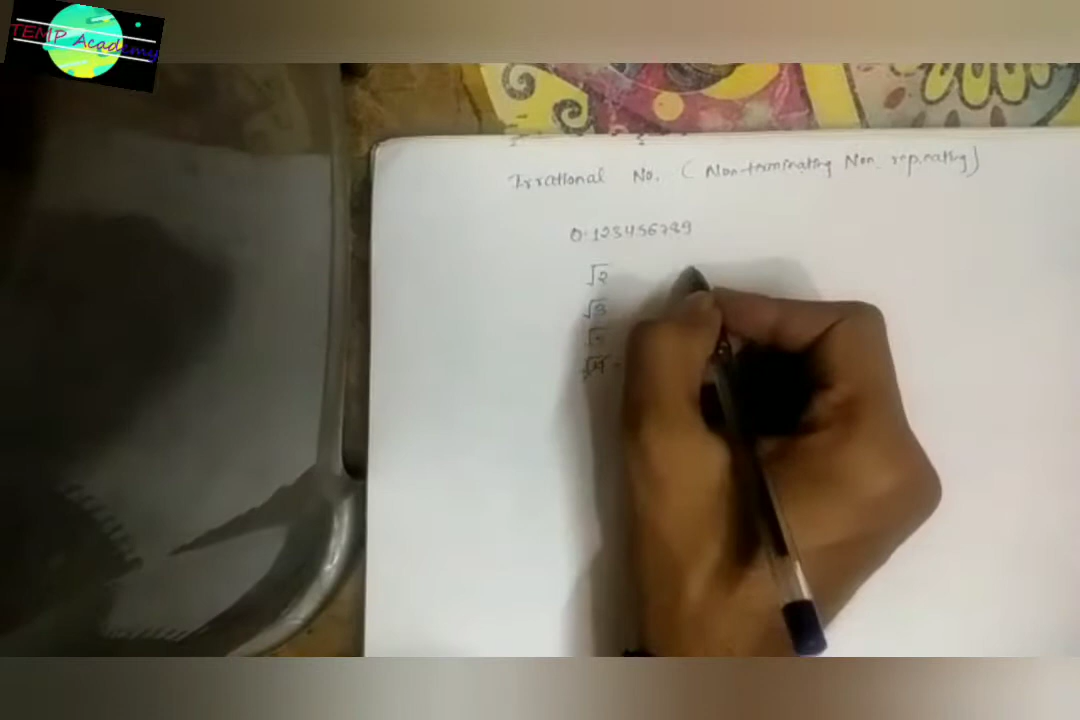 TEMP Academy
Irrational No. ( Non-terminating Non. repeating)
0.123456789
√2
√3